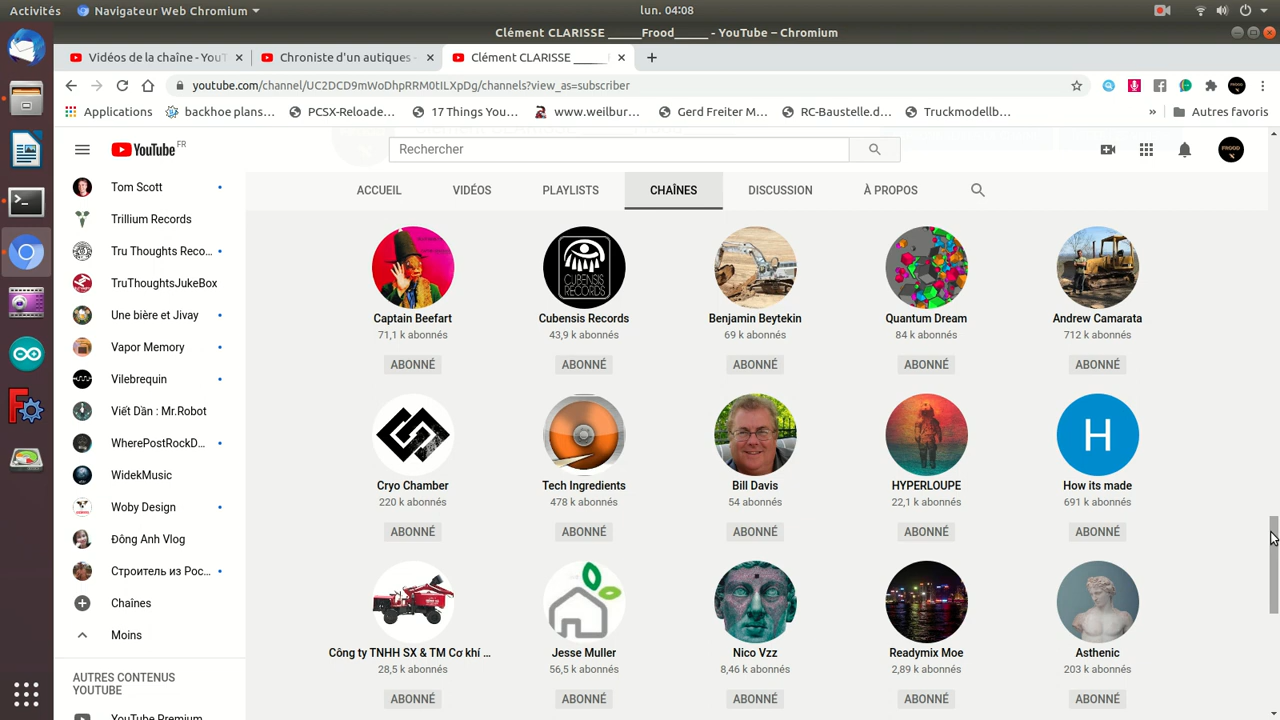 Activités
Navigateur Web Chromium
lun. 04:08
Clément CLARISSE _____Frood_____ - YouTube – Chromium
Vidéos de la chaîne - YouT
Chroniste d'un autiques -
Clément CLARISSE _____
youtube.com/channel/UC2DCD9mWoDhpRRM0tILXpDg/channels?view_as=subscriber
Applications
backhoe plans...
PCSX-Reloade...
17 Things You...
www.weilbur...
Gerd Freiter M...
RC-Baustelle.d...
Truckmodellb...
»
Autres favoris
YouTube FR
Rechercher
FROOD
ACCUEIL
VIDÉOS
PLAYLISTS
CHAÎNES
DISCUSSION
À PROPOS
Tom Scott
Trillium Records
Tru Thoughts Reco...
TruThoughtsJukeBox
Une bière et Jivay
Vapor Memory
Vilebrequin
Việt Dân : Mr.Robot
WherePostRockD...
WidekMusic
Woby Design
Đông Anh Vlog
Строитель из Рос...
Chaînes
Moins
AUTRES CONTENUS
YOUTUBE
YouTube Premium
CUBENSIS
RECORDS
Captain Beefart
Cubensis Records
Benjamin Beytekin
Quantum Dream
Andrew Camarata
71,1 k abonnés
43,9 k abonnés
69 k abonnés
84 k abonnés
712 k abonnés
ABONNÉ
ABONNÉ
ABONNÉ
ABONNÉ
ABONNÉ
H
Cryo Chamber
Tech Ingredients
Bill Davis
HYPERLOUPE
How its made
220 k abonnés
478 k abonnés
54 abonnés
22,1 k abonnés
691 k abonnés
ABONNÉ
ABONNÉ
ABONNÉ
ABONNÉ
ABONNÉ
Công ty TNHH SX & TM Cơ khí ...
Jesse Muller
Nico Vzz
Readymix Moe
Asthenic
28,5 k abonnés
56,5 k abonnés
8,46 k abonnés
2,89 k abonnés
203 k abonnés
ABONNÉ
ABONNÉ
ABONNÉ
ABONNÉ
ABONNÉ